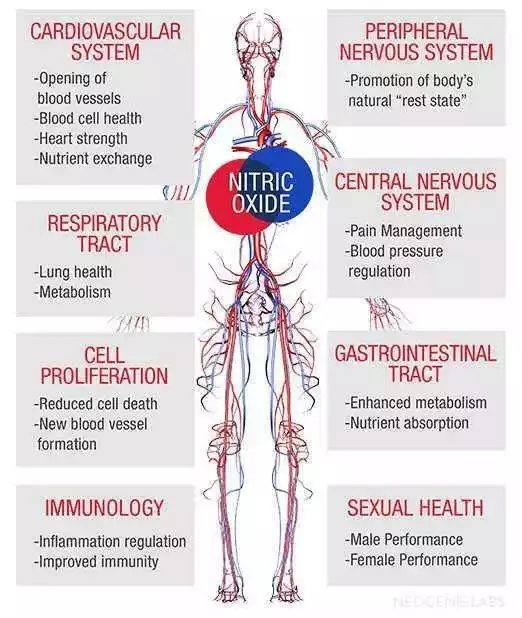 CARDIOVASCULAR
SYSTEM
-Opening of
blood vessels
-Blood cell health
-Heart strength
-Nutrient exchange
PERIPHERAL
NERVOUS SYSTEM
-Promotion of body's
natural “rest state”
NITRIC
OXIDE
RESPIRATORY
TRACT
-Lung health
-Metabolism
CENTRAL NERVOUS
SYSTEM
-Pain Management
-Blood pressure
regulation
CELL
PROLIFERATION
-Reduced cell death
-New blood vessel
formation
GASTROINTESTINAL
TRACT
-Enhanced metabolism
-Nutrient absorption
IMMUNOLOGY
-Inflammation regulation
-Improved immunity
SEXUAL HEALTH
-Male Performance
-Female Performance
NEOGENIE LABS